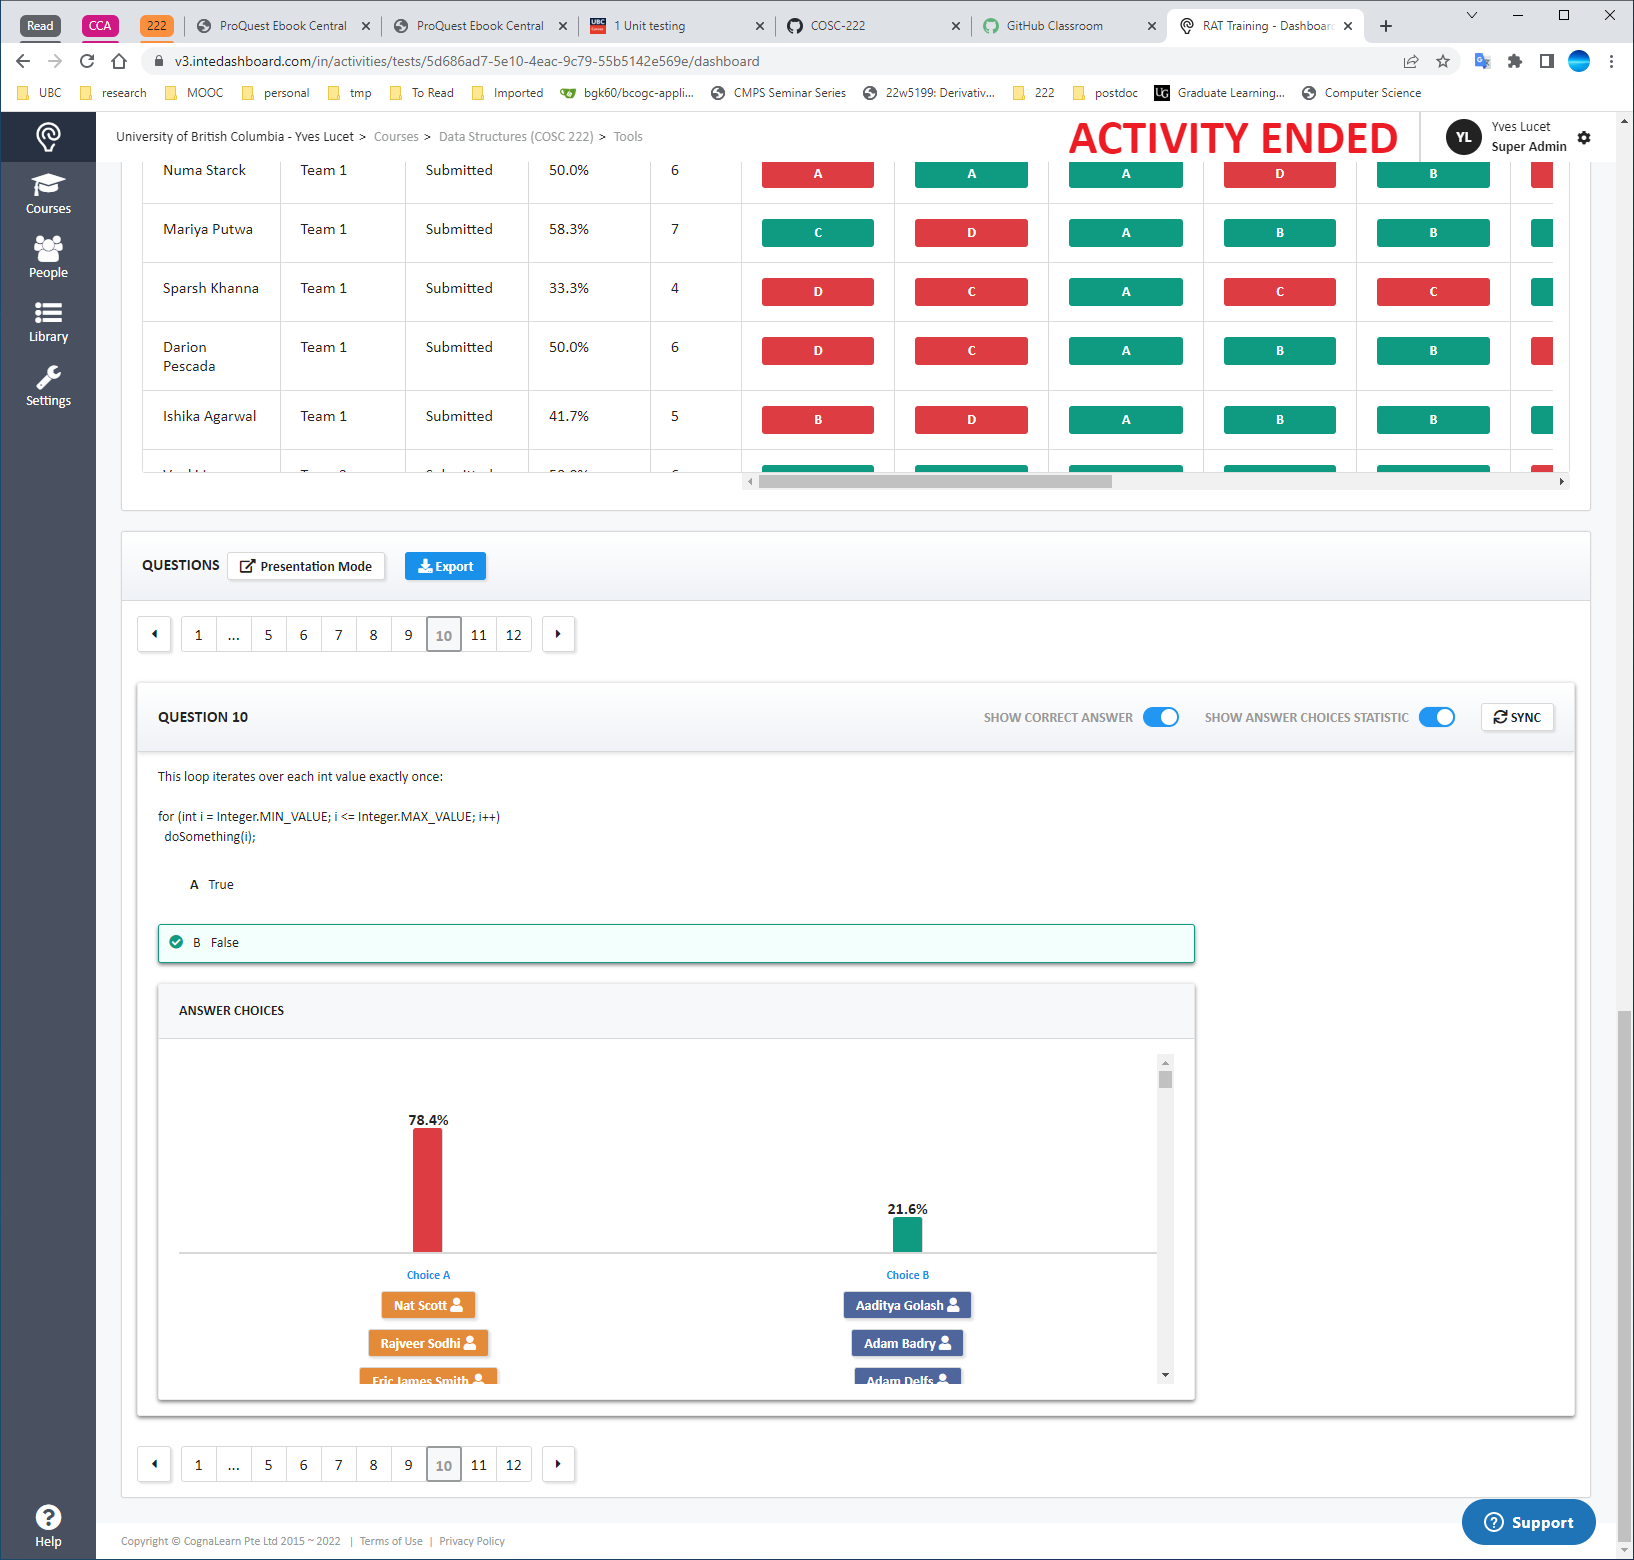 Read CCA 222 ProQuest Ebook Central ProQuest Ebook Central UBC 1 Unit testing COSC-222 GitHub Classroom RAT Training - Dashboard
v3.intedashboard.com/in/activities/tests/5d686ad7-5e10-4eac-9c79-55b5142e569e/dashboard
UBC research MOOC personal tmp To Read Imported bgk60/bcogc-appli... CMPS Seminar Series 22w5199: Derivativ... 222 postdoc UG Graduate Learning... Computer Science
University of British Columbia - Yves Lucet > Courses > Data Structures (COSC 222) > Tools
ACTIVITY ENDED
YL Yves Lucet
Super Admin
Courses
People
Library
Settings
Help
Numa Starck Team 1 Submitted 50.0% 6 A A A D B
Mariya Putwa Team 1 Submitted 58.3% 7 C D A B B
Sparsh Khanna Team 1 Submitted 33.3% 4 D C A C C
Darion Team 1 Submitted 50.0% 6 D C A B B
Pescada
Ishika Agarwal Team 1 Submitted 41.7% 5 B D A B B
QUESTIONS Presentation Mode Export
1 ... 5 6 7 8 9 10 11 12
QUESTION 10 SHOW CORRECT ANSWER SHOW ANSWER CHOICES STATISTIC SYNC
This loop iterates over each int value exactly once:
for (int i = Integer.MIN_VALUE; i <= Integer.MAX_VALUE; i++)
doSomething(i);
A True
B False
ANSWER CHOICES
78.4%
21.6%
Choice A Choice B
Nat Scott Aaditya Golash
Rajveer Sodhi Adam Badry
Eric James Smith Adam Delfs
1 ... 5 6 7 8 9 10 11 12
Support
Copyright © CognaLearn Pte Ltd 2015 ~ 2022 | Terms of Use | Privacy Policy